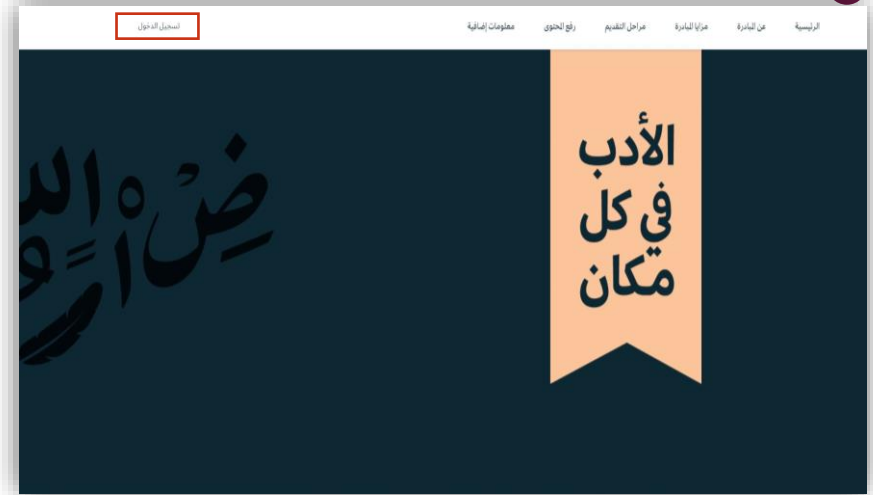 الرئيسية عن المبادرة مزايا المبادرة مراحل التقديم رفع المحتوى معلومات إضافية تسجيل الدخول
الأدب
في كل
مكان